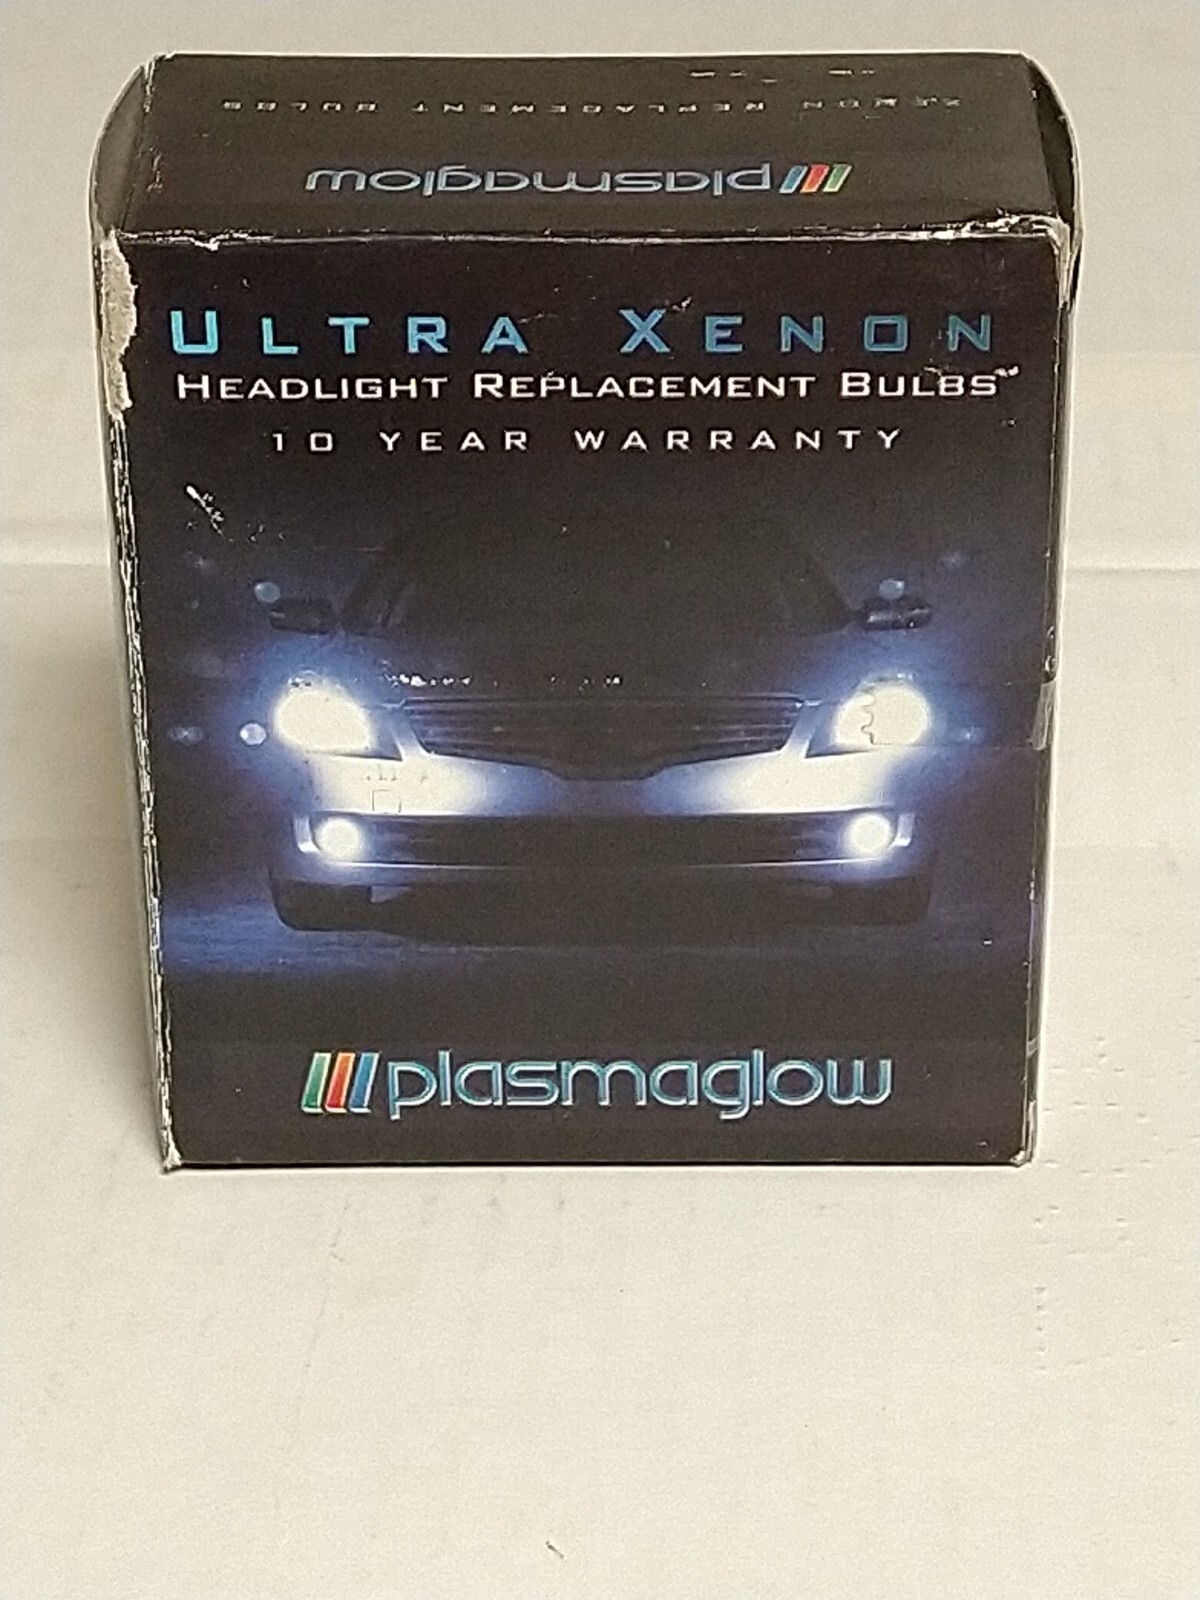 XENON REPLACEMENT BULBS
plasmaglow
ULTRA XENON
HEADLIGHT REPLACEMENT BULBS
10 YEAR WARRANTY
plasmaglow